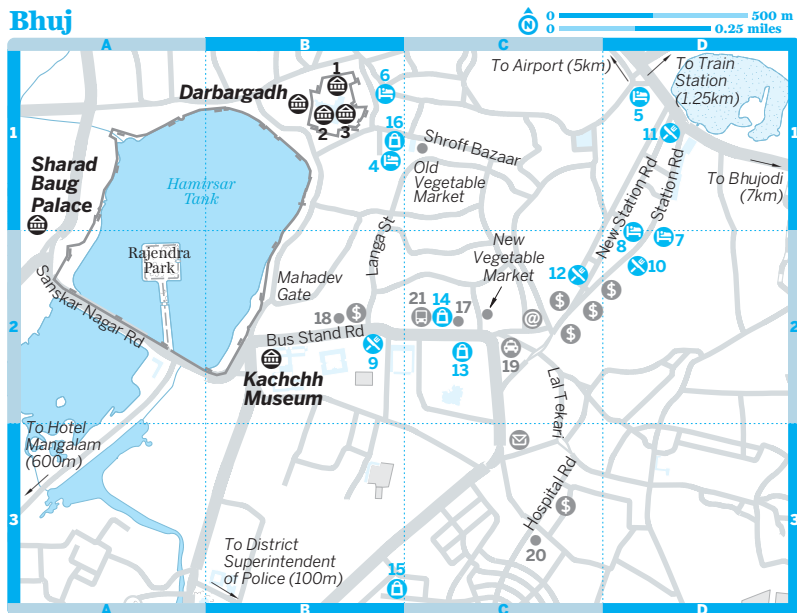 Bhuj
N
0 500 m
0 0.25 miles
A B C D
1
2
3
1
2
3
A B C D
To Airport (5km)
To Train
Station
(1.25km)
Darbargadh
1
2 3
6
16
4
Shroff Bazaar
Old
Vegetable
Market
5
11
To Bhujodi
(7km)
Sharad
Baug
Palace
Hamirsar
Tank
Rajendra
Park
Langa St
New Station Rd
Station Rd
8
7
10
12
New
Vegetable
Market
Mahadev
Gate
Sanskar Nagar Rd
18
$
21
14
17
@
$
$
$
$
Bus Stand Rd
9
13
19
Kachchh
Museum
Lal Tekari
To Hotel
Mangalam
(600m)
Hospital Rd
$
20
To District
Superintendent
of Police (100m)
15